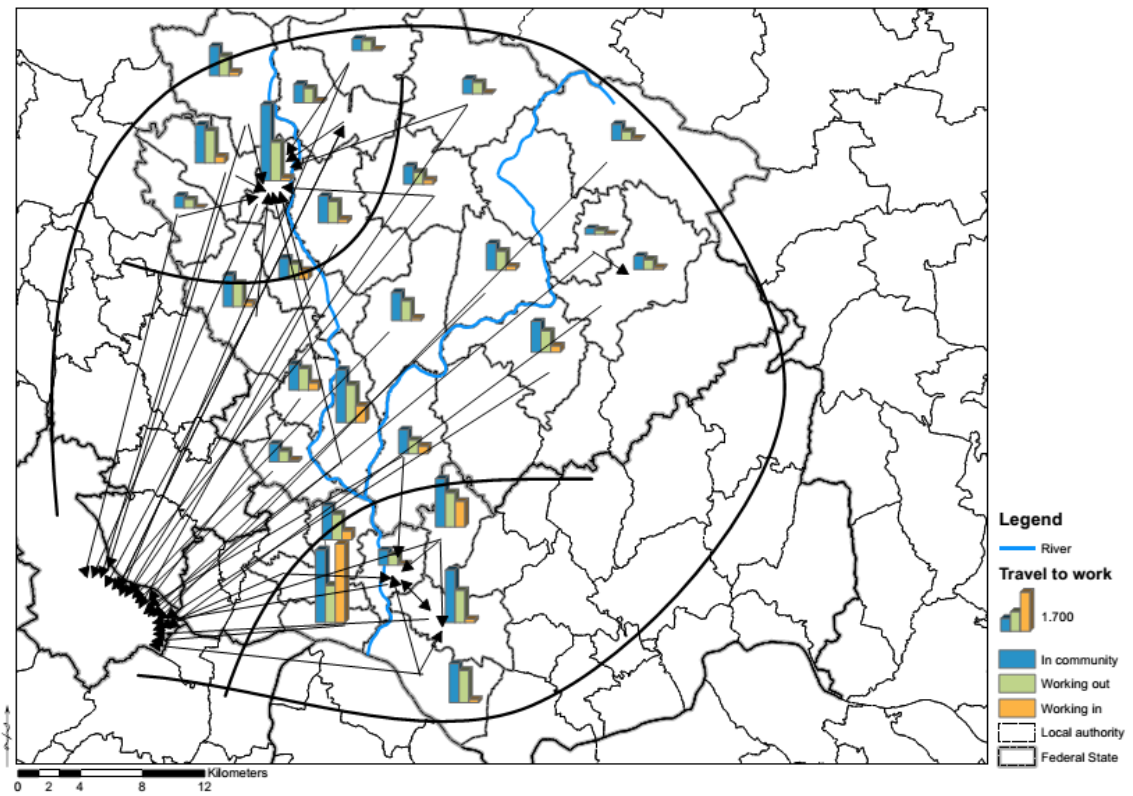 Legend
River
Travel to work
1.700
In community
Working out
Working in
Local authority
Federal State
Kilometers
0 2 4 8 12